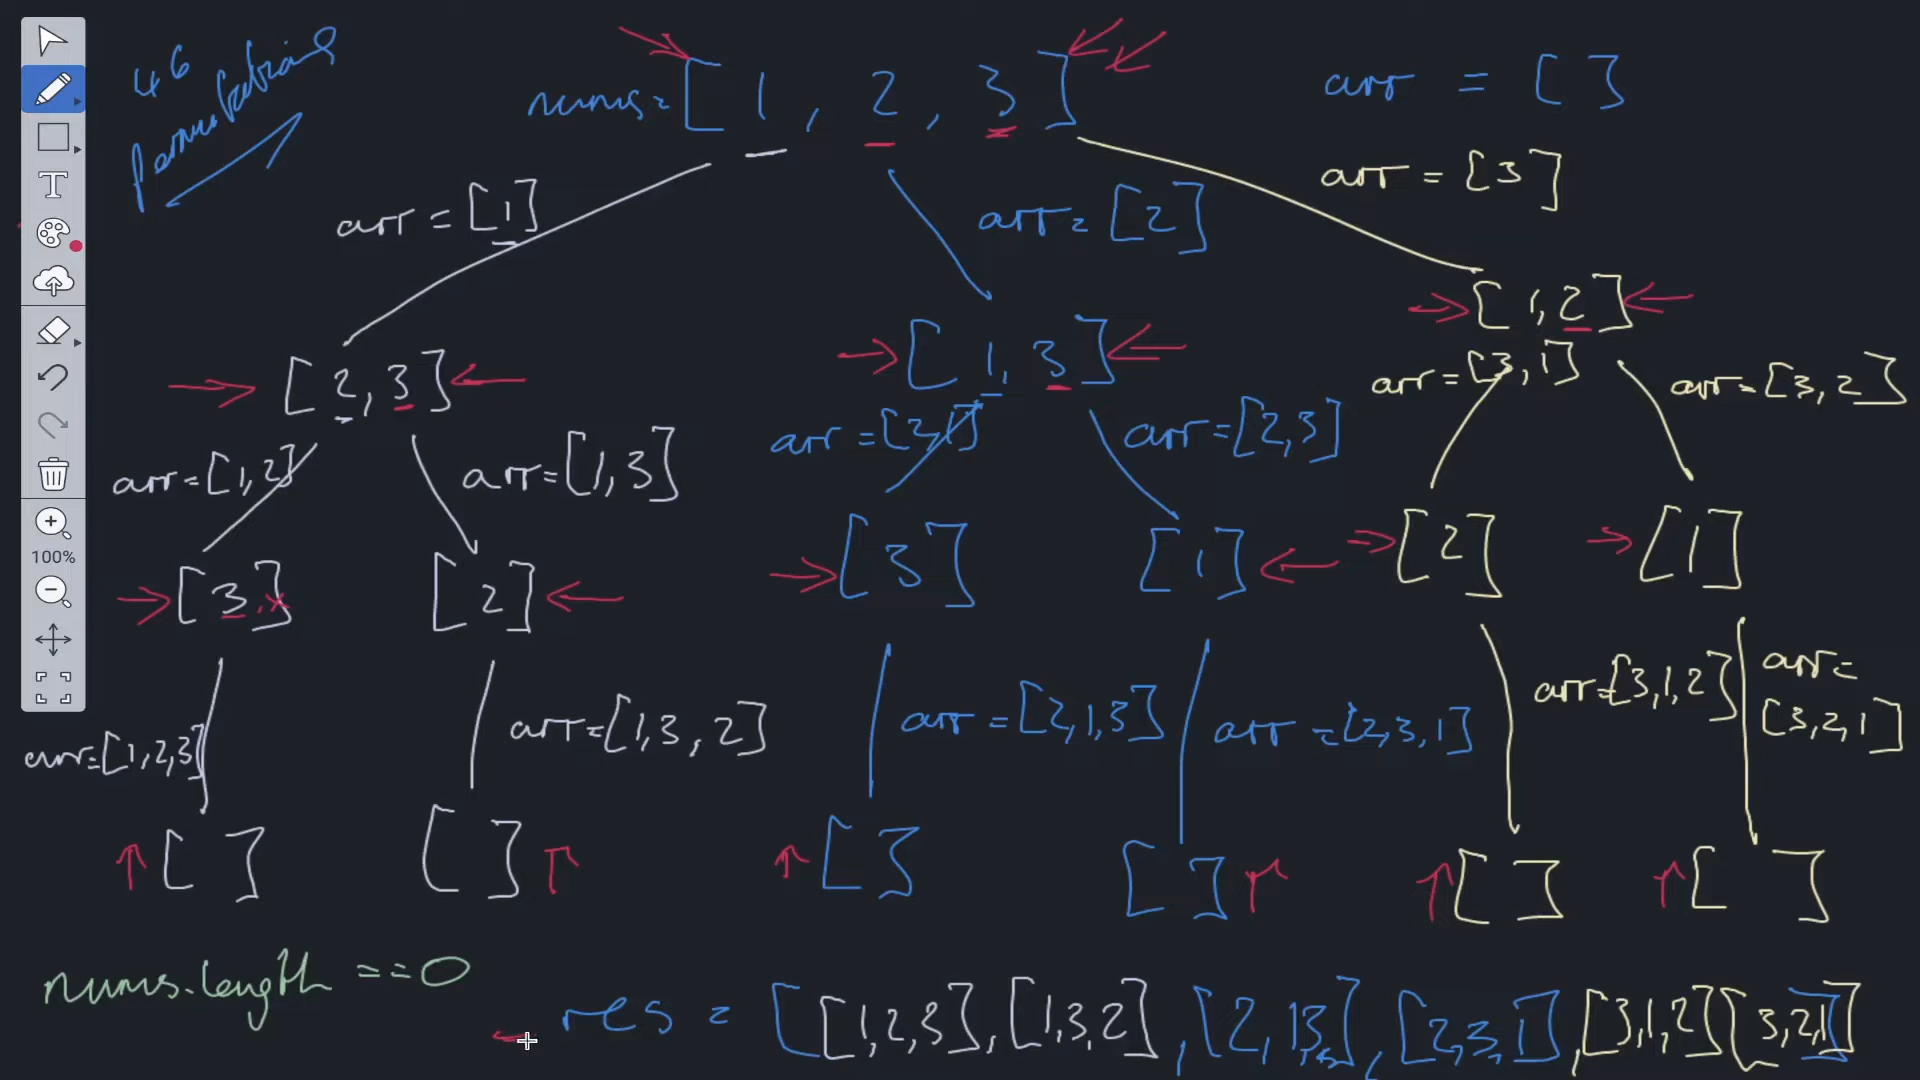 46
permutations
nums=[1, 2, 3]
arr = []
arr = [3]
arr = [1]
arr= [2]
[1,2]
[2,3]
[1,3]
arr=[3,1]
arr=[3,2]
arr=[1,2]
arr=[1,3]
arr=[2,1]
arr=[2,3]
[3]
[2]
[3]
[1]
[2]
[1]
100%
arr=[1,2,3]
arr=[1,3,2]
arr=[2,1,3]
arr=[2,3,1]
arr=[3,1,2]
arr=
[3,2,1]
[ ]
[ ]
[ ]
[ ]
[ ]
[ ]
nums.length ==0
res = [[1,2,3],[1,3,2],[2,13],[2,3,1],[3,1,2][3,2,1]]